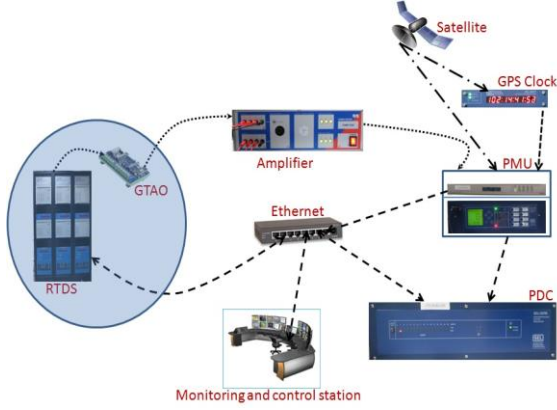 Satellite
GPS Clock
GTAO
Amplifier
PMU
Ethernet
RTDS
PDC
Monitoring and control station